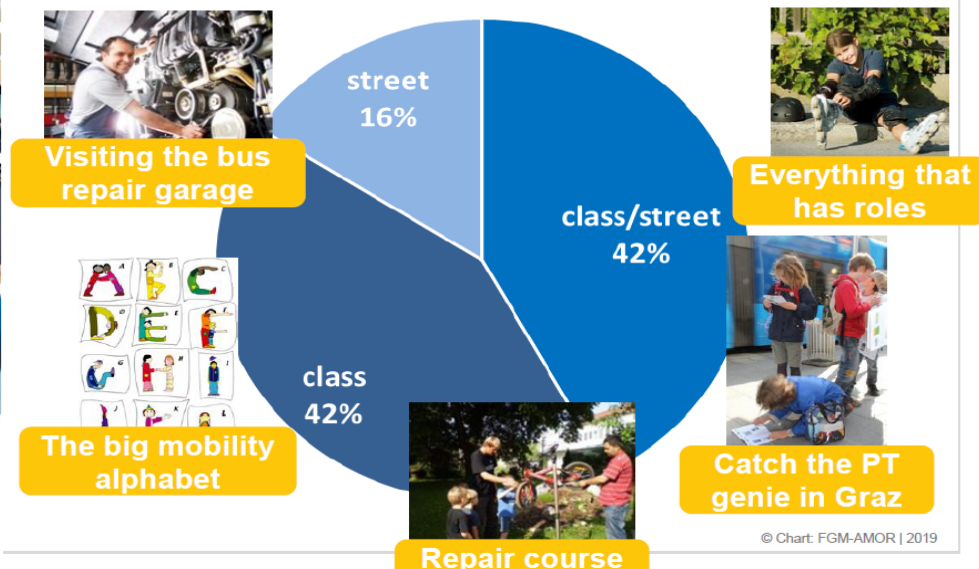 street
16%
Visiting the bus
repair garage
Everything that
has roles
class/street
42%
A B C
D E F
G H I
J K L
class
42%
The big mobility
alphabet
Catch the PT
genie in Graz
© Chart: FGM-AMOR | 2019
Repair course